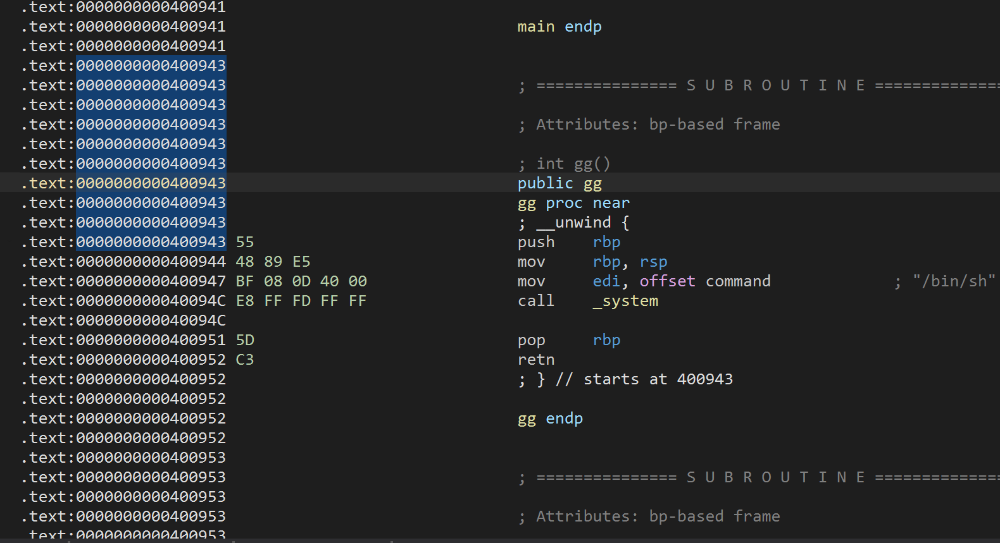 .text:0000000000400941
.text:0000000000400941 main endp
.text:0000000000400941
.text:0000000000400943
.text:0000000000400943 ; =============== S U B R O U T I N E ==============
.text:0000000000400943
.text:0000000000400943 ; Attributes: bp-based frame
.text:0000000000400943
.text:0000000000400943 ; int gg()
.text:0000000000400943 public gg
.text:0000000000400943 gg proc near
.text:0000000000400943 ; __unwind {
.text:0000000000400943 55 push rbp
.text:0000000000400944 48 89 E5 mov rbp, rsp
.text:0000000000400947 BF 08 0D 40 00 mov edi, offset command ; "/bin/sh"
.text:000000000040094C E8 FF FD FF FF call _system
.text:000000000040094C
.text:0000000000400951 5D pop rbp
.text:0000000000400952 C3 retn
.text:0000000000400952 ; } // starts at 400943
.text:0000000000400952
.text:0000000000400952 gg endp
.text:0000000000400952
.text:0000000000400953
.text:0000000000400953 ; =============== S U B R O U T I N E ==============
.text:0000000000400953
.text:0000000000400953 ; Attributes: bp-based frame
.text:0000000000400953